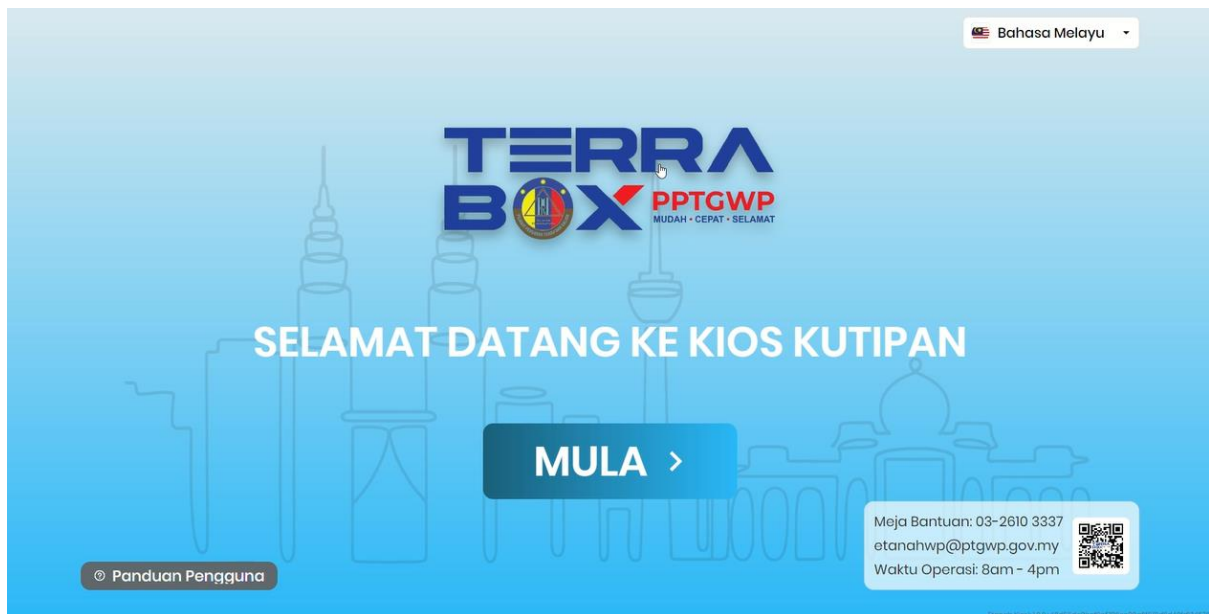 Bahasa Melayu
TERRA
BOX PPTGWP
MUDAH • CEPAT • SELAMAT
SELAMAT DATANG KE KIOS KUTIPAN
MULA >
Meja Bantuan: 03-2610 3337
etanahwp@ptgwp.gov.my
Waktu Operasi: 8am - 4pm
Panduan Pengguna